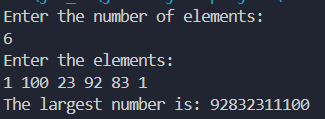 Enter the number of elements:
6
Enter the elements:
1 100 23 92 83 1
The largest number is: 92832311100